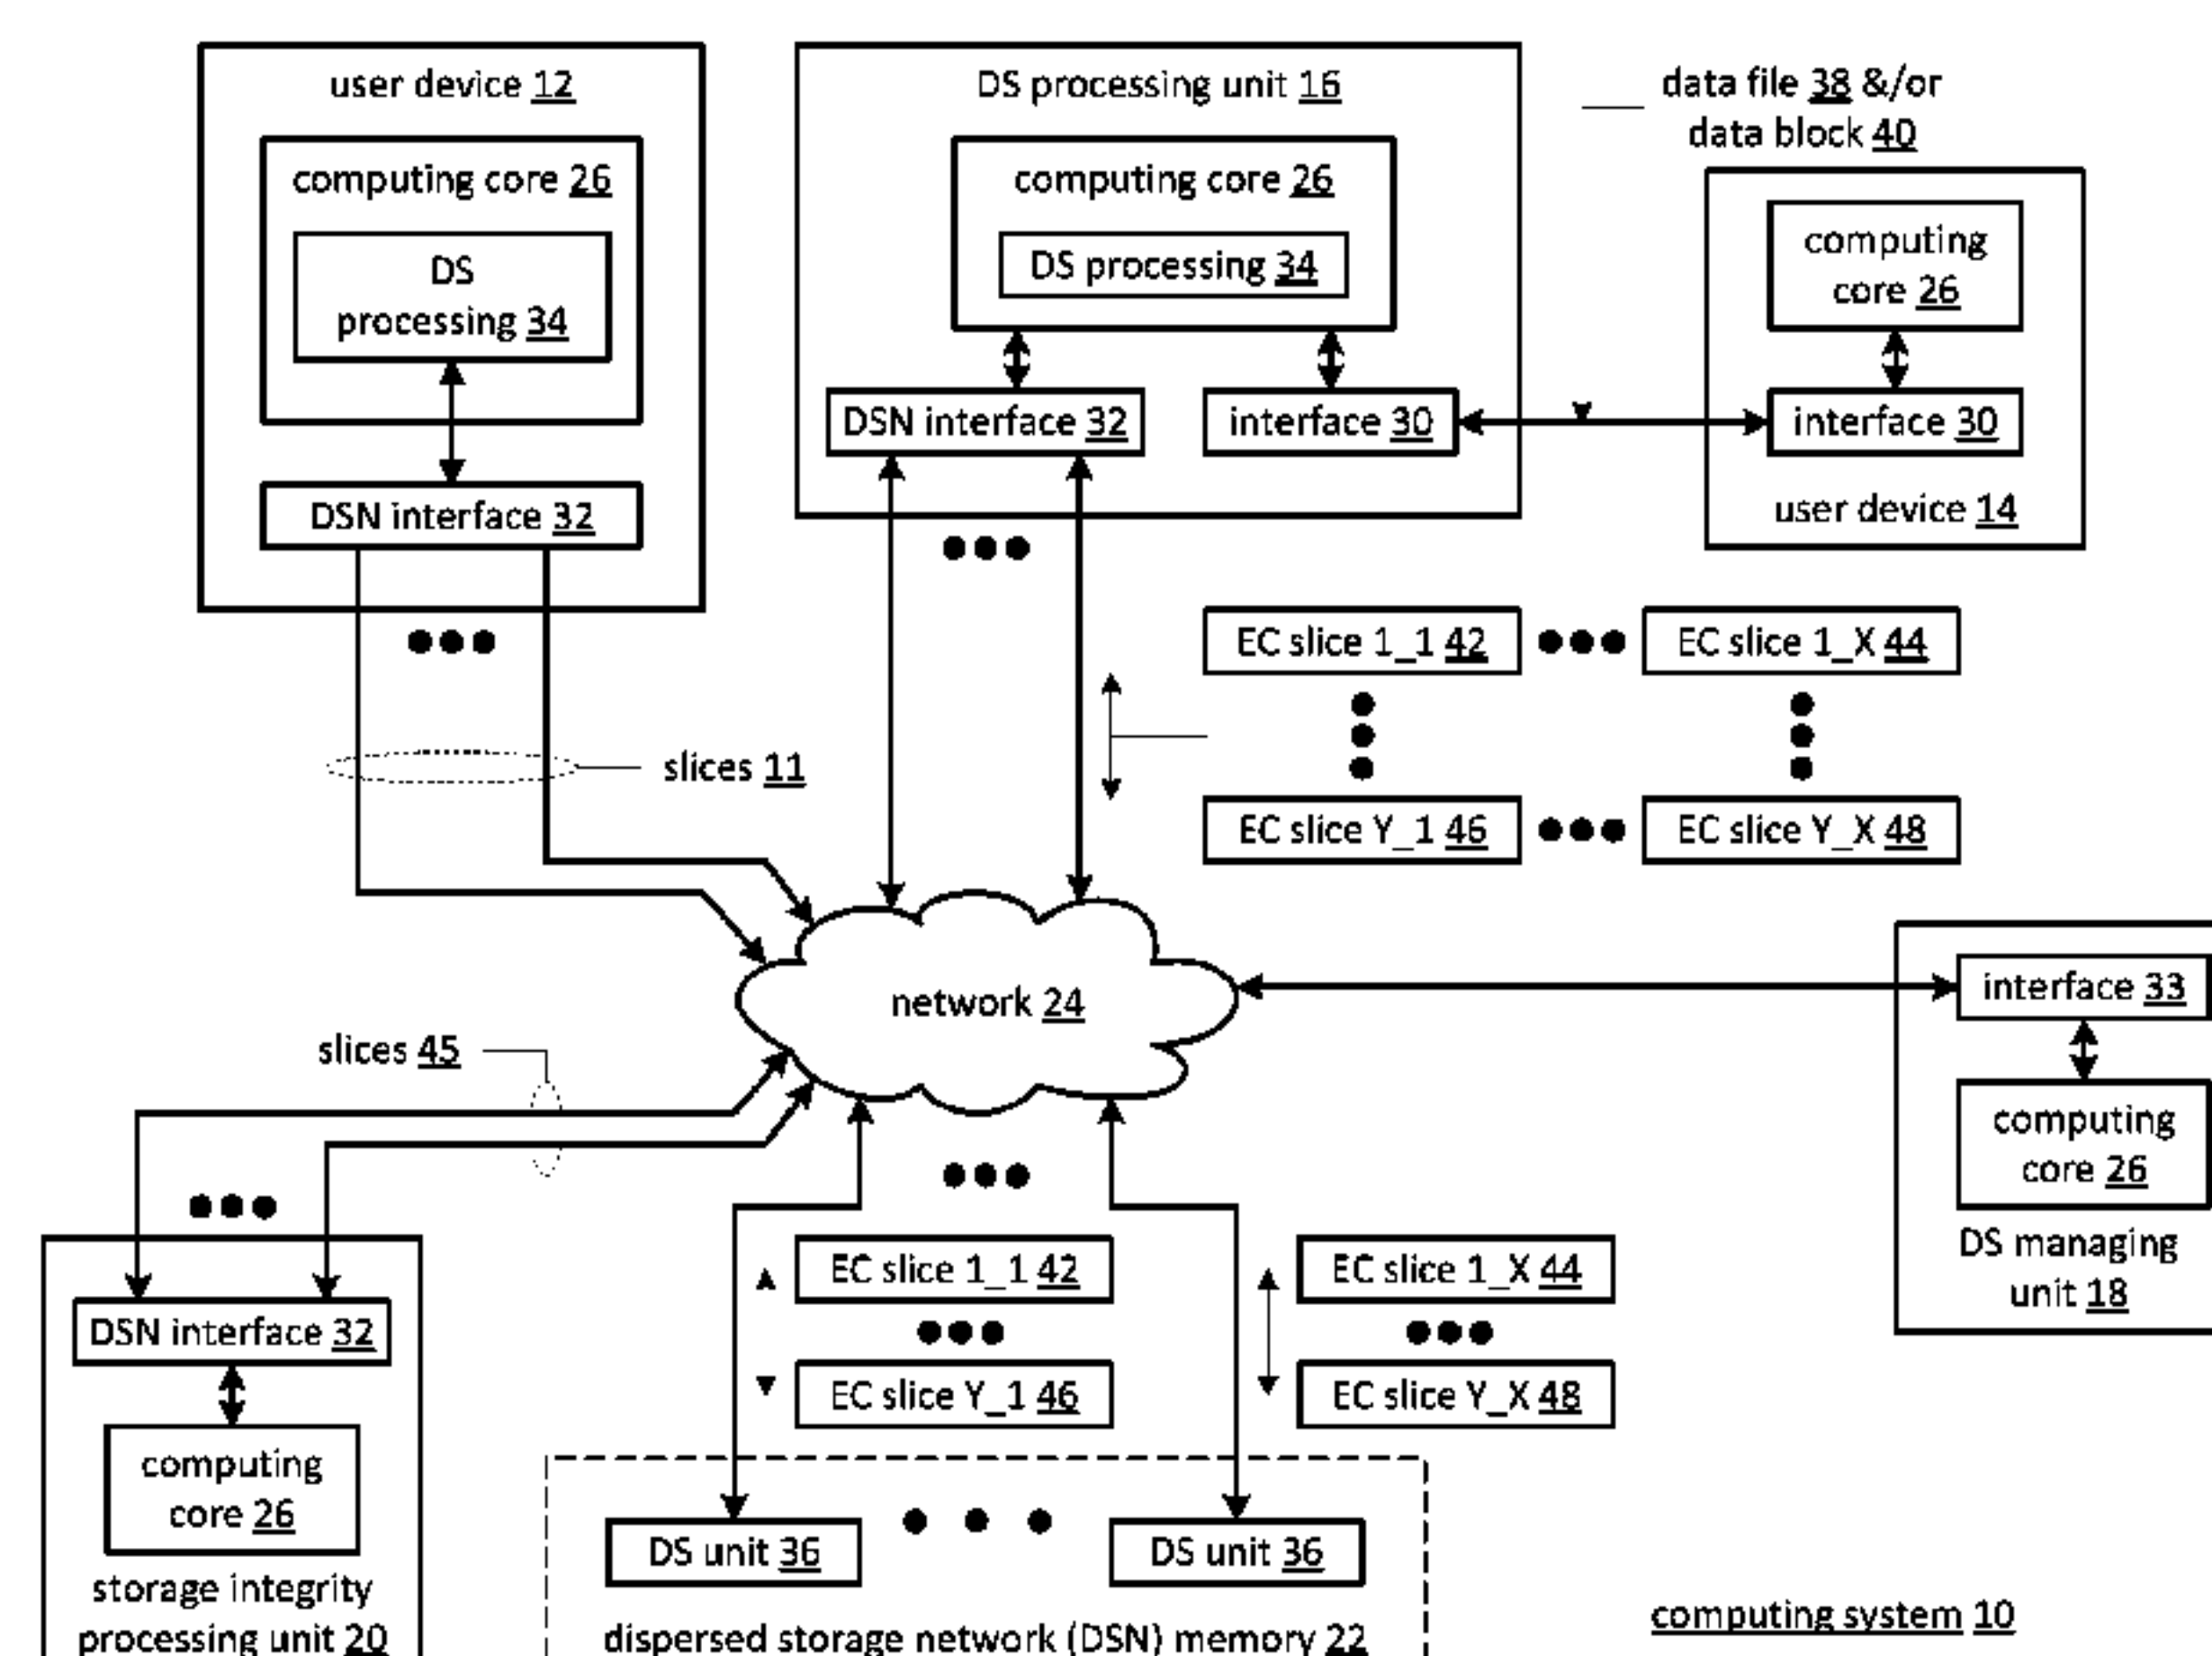 user device 12
computing core 26
DS
processing 34
DSN interface 32
slices 11
DS processing unit 16
computing core 26
DS processing 34
DSN interface 32
interface 30
data file 38 &/or
data block 40
computing
core 26
interface 30
user device 14
EC slice 1_1 42
EC slice 1_X 44
EC slice Y_1 46
EC slice Y_X 48
network 24
interface 33
computing
core 26
DS managing
unit 18
slices 45
DSN interface 32
computing
core 26
storage integrity
processing unit 20
EC slice 1_1 42
EC slice 1_X 44
EC slice Y_1 46
EC slice Y_X 48
DS unit 36
DS unit 36
dispersed storage network (DSN) memory 22
computing system 10